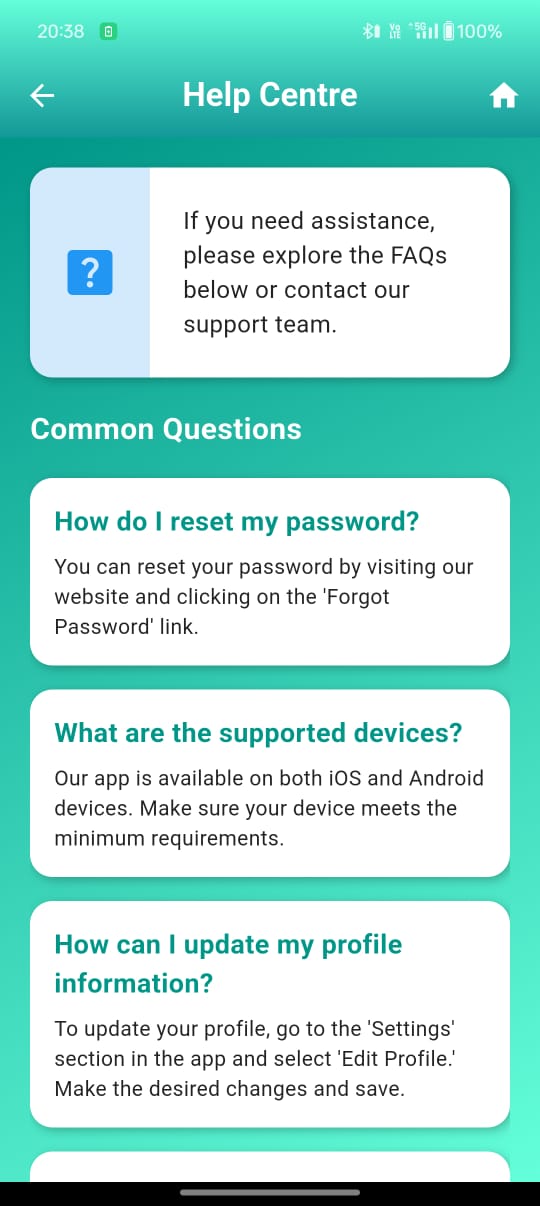 20:38
Vo LTE 5G 100%
Help Centre
?
If you need assistance,
please explore the FAQs
below or contact our
support team.
Common Questions
How do I reset my password?
You can reset your password by visiting our
website and clicking on the 'Forgot
Password' link.
What are the supported devices?
Our app is available on both iOS and Android
devices. Make sure your device meets the
minimum requirements.
How can I update my profile
information?
To update your profile, go to the 'Settings'
section in the app and select 'Edit Profile.'
Make the desired changes and save.